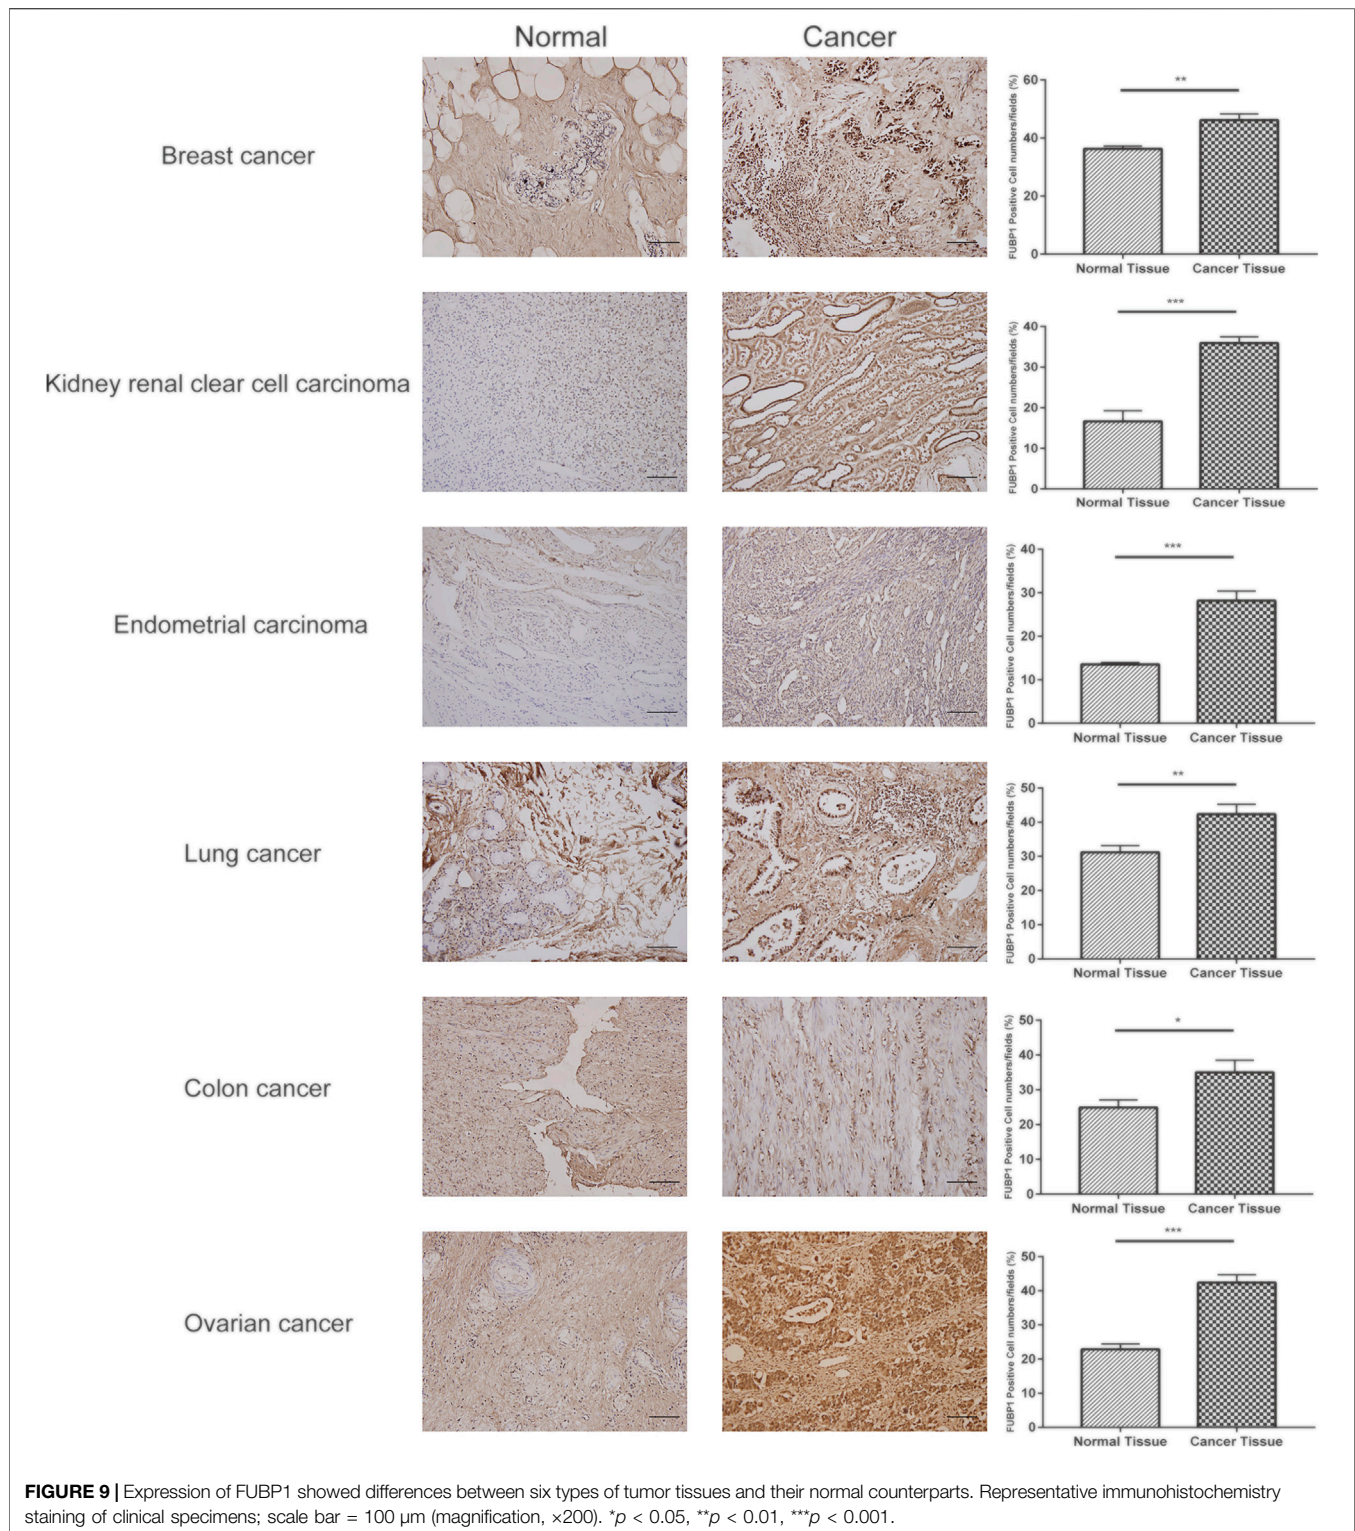 Normal Cancer
Breast cancer
FUBP1 Positive Cell numbers/fields (%)
60
40
20
0
**
Normal Tissue Cancer Tissue
Kidney renal clear cell carcinoma
FUBP1 Positive Cell numbers/fields (%)
40
30
20
10
0
***
Normal Tissue Cancer Tissue
Endometrial carcinoma
FUBP1 Positive Cell numbers/fields (%)
40
30
20
10
0
***
Normal Tissue Cancer Tissue
Lung cancer
FUBP1 Positive Cell numbers/fields (%)
50
40
30
20
10
0
**
Normal Tissue Cancer Tissue
Colon cancer
FUBP1 Positive Cell numbers/fields (%)
50
40
30
20
10
0
*
Normal Tissue Cancer Tissue
Ovarian cancer
FUBP1 Positive Cell numbers/fields (%)
50
40
30
20
10
0
***
Normal Tissue Cancer Tissue
FIGURE 9 | Expression of FUBP1 showed differences between six types of tumor tissues and their normal counterparts. Representative immunohistochemistry
staining of clinical specimens; scale bar = 100 µm (magnification, ×200). *p < 0.05, **p < 0.01, ***p < 0.001.